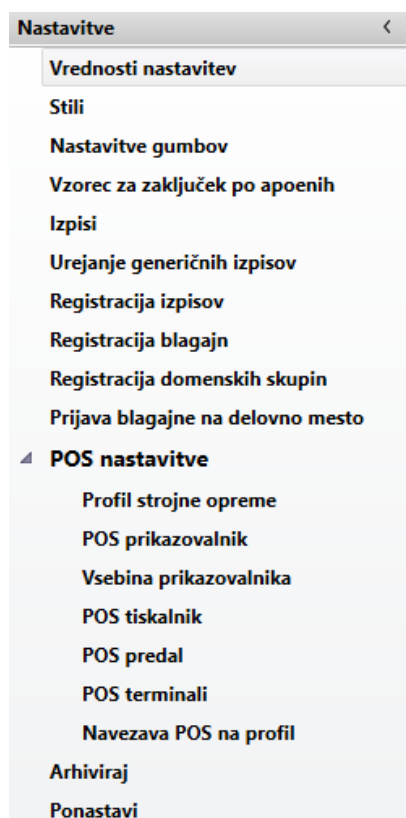 Nastavitve
Vrednosti nastavitev
Stili
Nastavitve gumbov
Vzorec za zaključek po apoenih
Izpisi
Urejanje generičnih izpisov
Registracija izpisov
Registracija blagajn
Registracija domenskih skupin
Prijava blagajne na delovno mesto
POS nastavitve
Profil strojne opreme
POS prikazovalnik
Vsebina prikazovalnika
POS tiskalnik
POS predal
POS terminali
Navezava POS na profil
Arhiviraj
Ponastavi